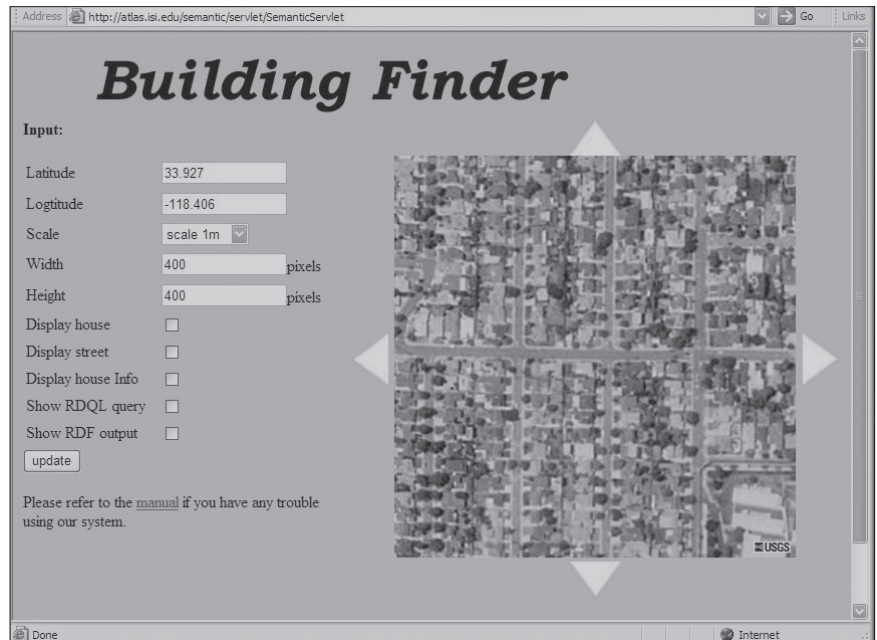 Address http://atlas.isi.edu/semantic/servlet/SemanticServlet Go Links
Building Finder
Input:
Latitude 33.927
Logtitude -118.406
Scale scale 1m
Width 400 pixels
Height 400 pixels
Display house
Display street
Display house Info
Show RDQL query
Show RDF output
update
Please refer to the manual if you have any trouble
using our system.
USGS
Done Internet